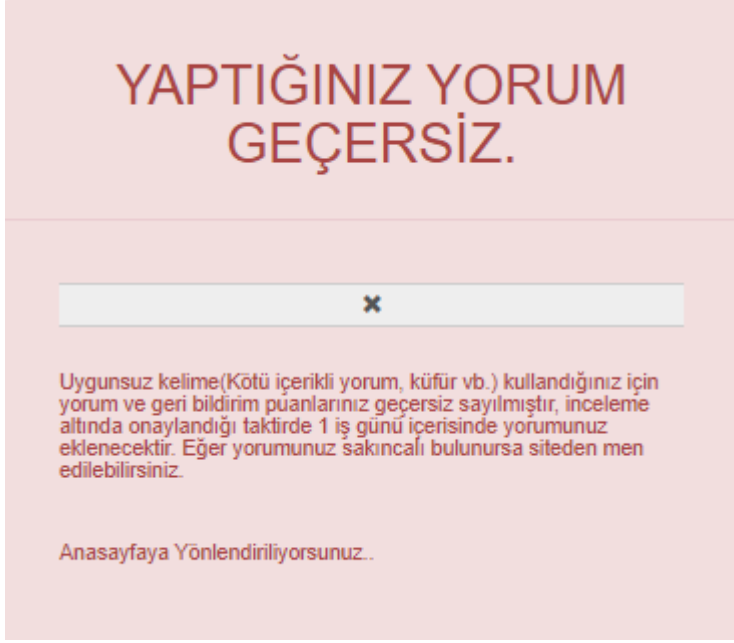 YAPTIĞINIZ YORUM
GEÇERSİZ.
Uygunsuz kelime(Kötü içerikli yorum, küfür vb.) kullandığınız için
yorum ve geri bildirim puanlarınız geçersiz sayılmıştır, inceleme
altında onaylandığı taktirde 1 iş günü içerisinde yorumunuz
eklenecektir. Eğer yorumunuz sakıncalı bulunursa siteden men
edilebilirsiniz.
Anasayfaya Yönlendiriliyorsunuz..